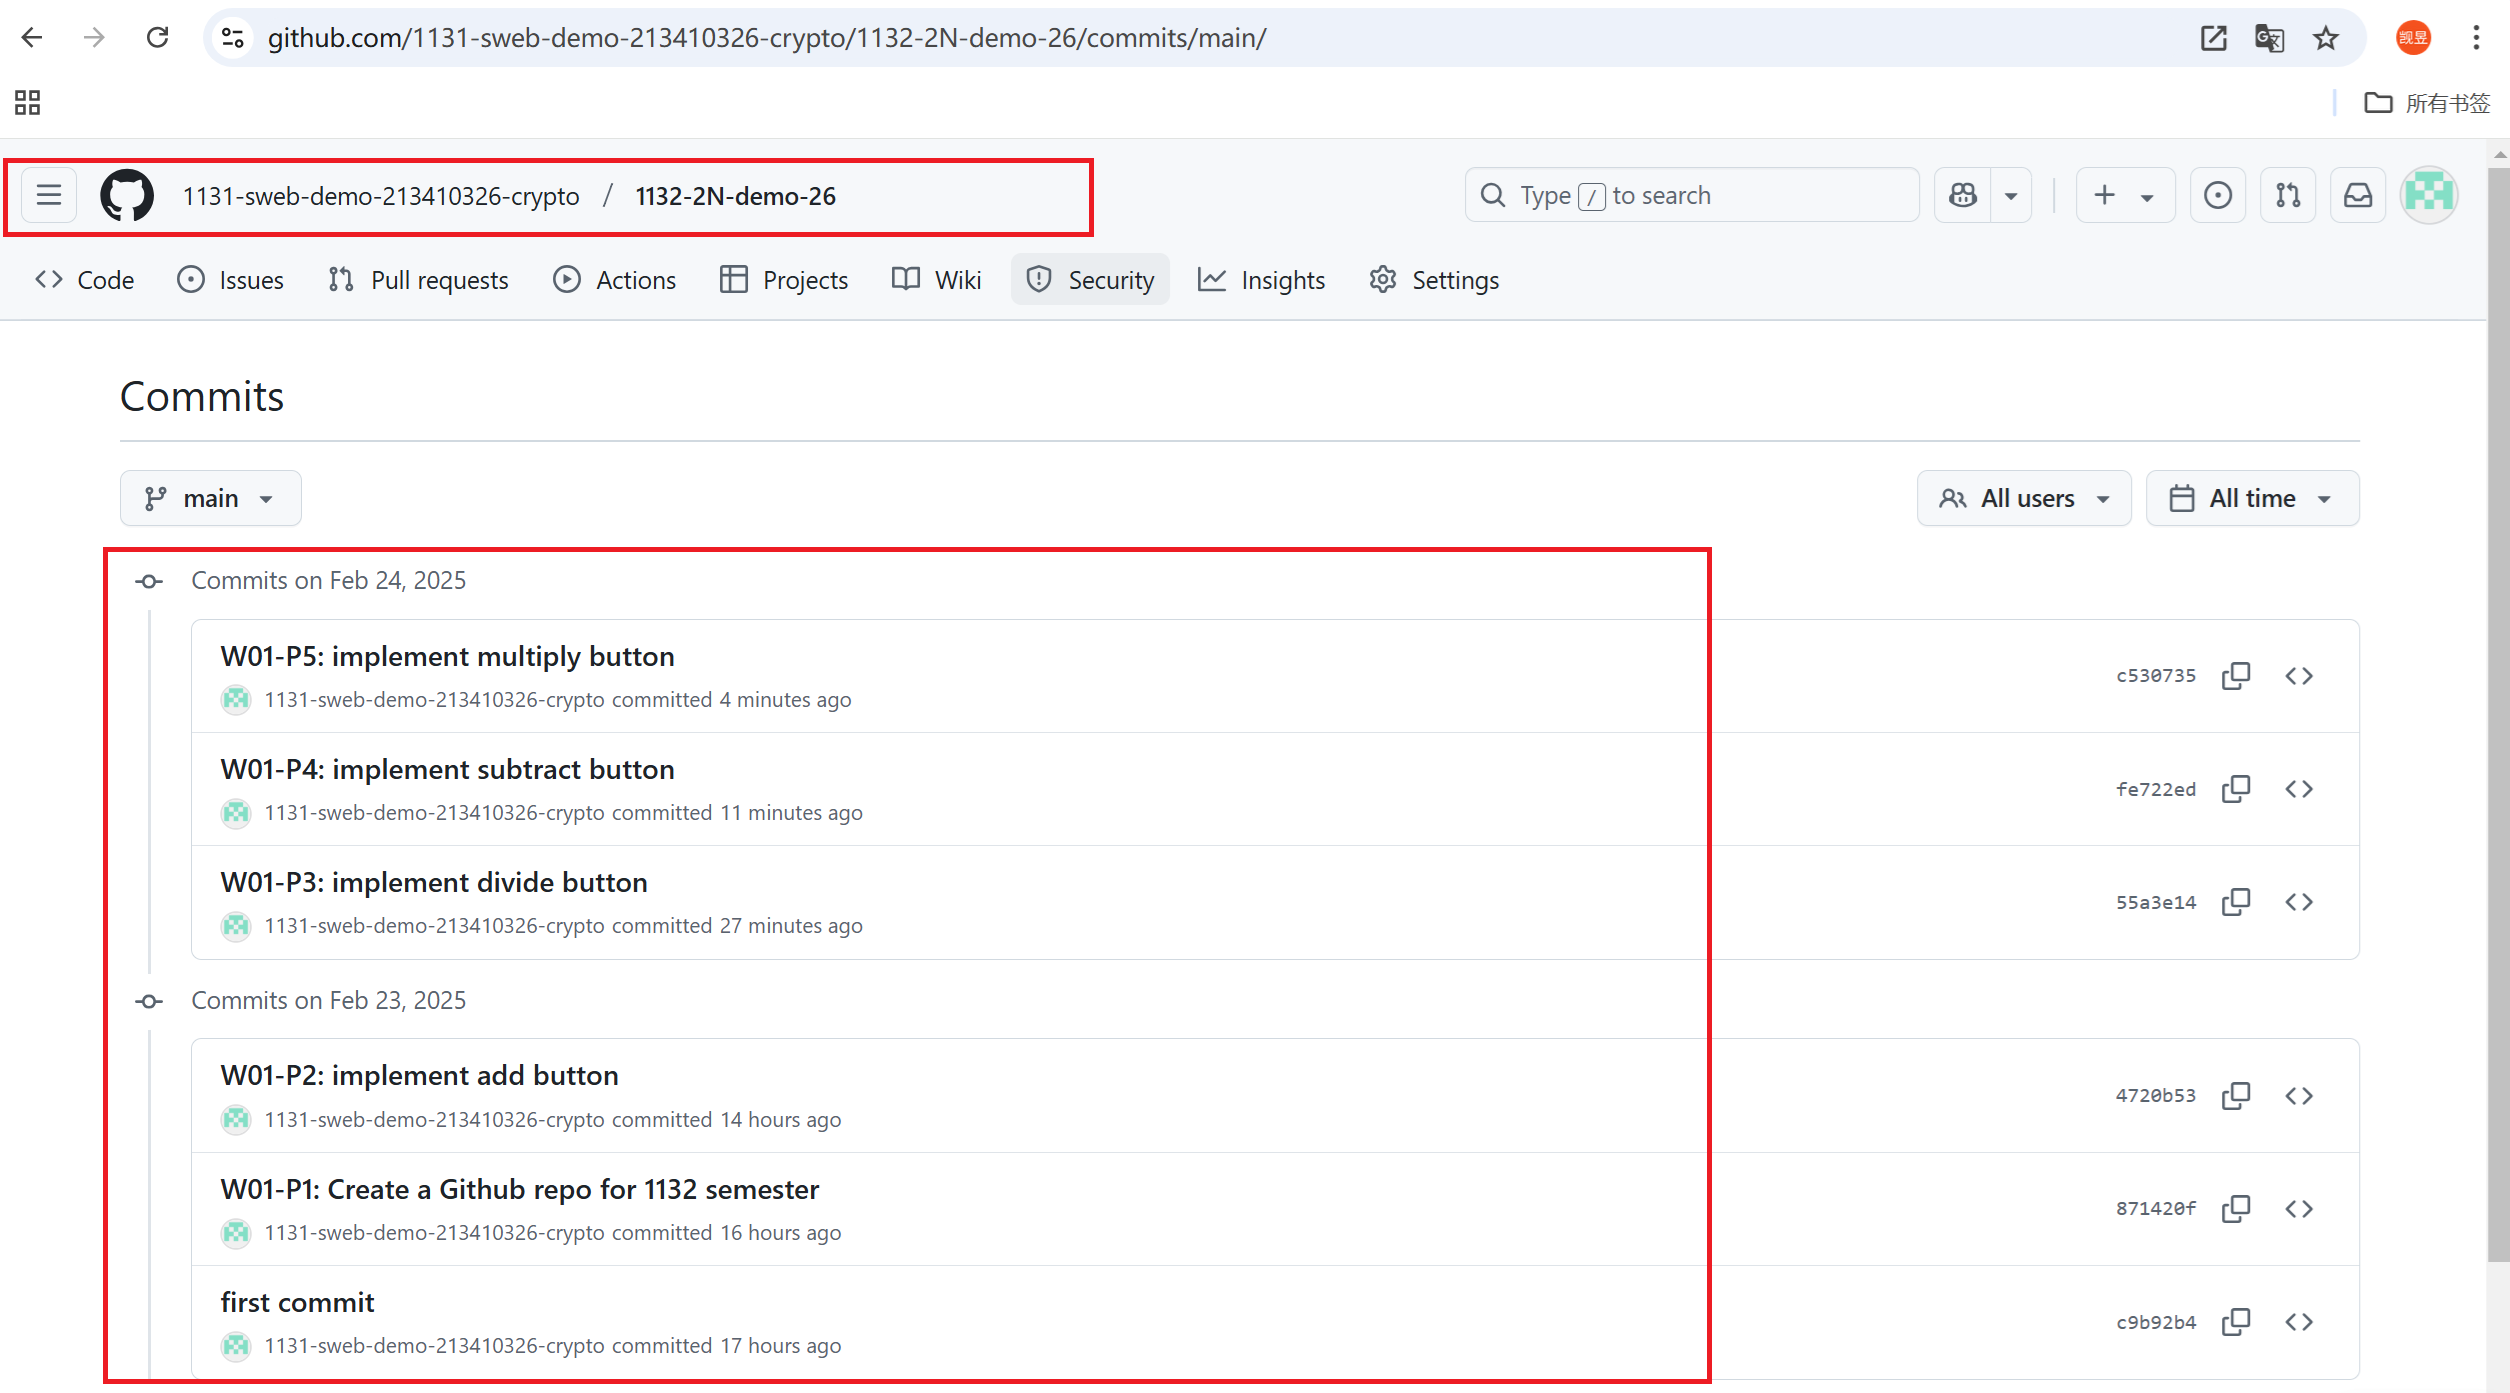 github.com/1131-sweb-demo-213410326-crypto/1132-2N-demo-26/commits/main/
凯昱
所有书签
1131-sweb-demo-213410326-crypto / 1132-2N-demo-26
Type / to search
Code Issues Pull requests Actions Projects Wiki Security Insights Settings
Commits
main
All users All time
Commits on Feb 24, 2025
W01-P5: implement multiply button
1131-sweb-demo-213410326-crypto committed 4 minutes ago
c530735
W01-P4: implement subtract button
1131-sweb-demo-213410326-crypto committed 11 minutes ago
fe722ed
W01-P3: implement divide button
1131-sweb-demo-213410326-crypto committed 27 minutes ago
55a3e14
Commits on Feb 23, 2025
W01-P2: implement add button
1131-sweb-demo-213410326-crypto committed 14 hours ago
4720b53
W01-P1: Create a Github repo for 1132 semester
1131-sweb-demo-213410326-crypto committed 16 hours ago
871420f
first commit
1131-sweb-demo-213410326-crypto committed 17 hours ago
c9b92b4